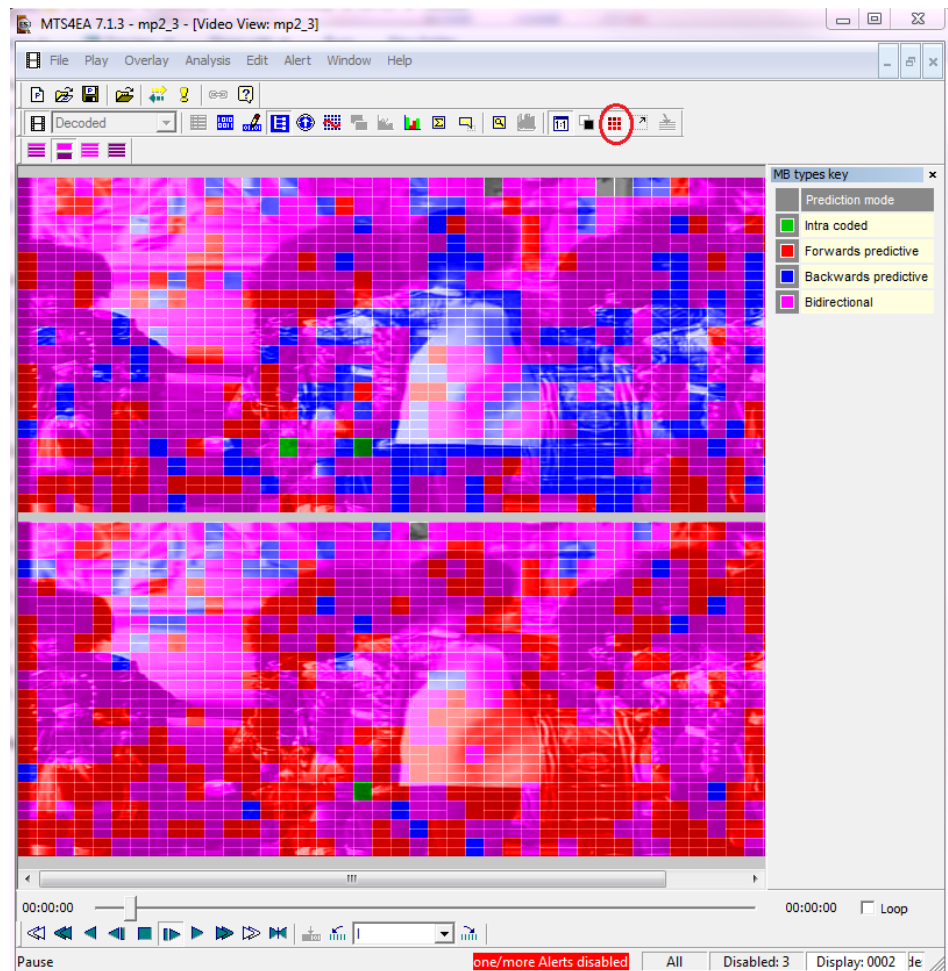 MTS4EA 7.1.3 - mp2_3 - [Video View: mp2_3]
File Play Overlay Analysis Edit Alert Window Help
Decoded
1:1
MB types key
Prediction mode
Intra coded
Forwards predictive
Backwards predictive
Bidirectional
00:00:00
00:00:00
Loop
I
Pause
one/more Alerts disabled
All
Disabled: 3
Display: 0002